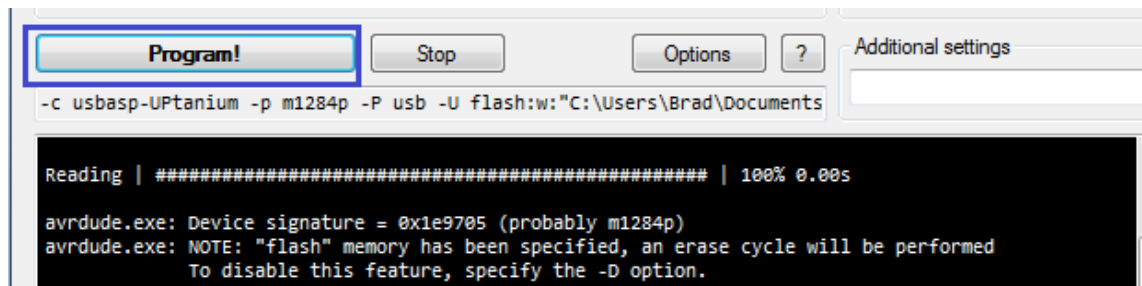 Program! Stop Options ? Additional settings
-c usbasp-UPtanium -p m1284p -P usb -U flash:w:"C:\Users\Brad\Documents
Reading | ################################################## | 100% 0.00s
avrdude.exe: Device signature = 0x1e9705 (probably m1284p)
avrdude.exe: NOTE: "flash" memory has been specified, an erase cycle will be performed
To disable this feature, specify the -D option.